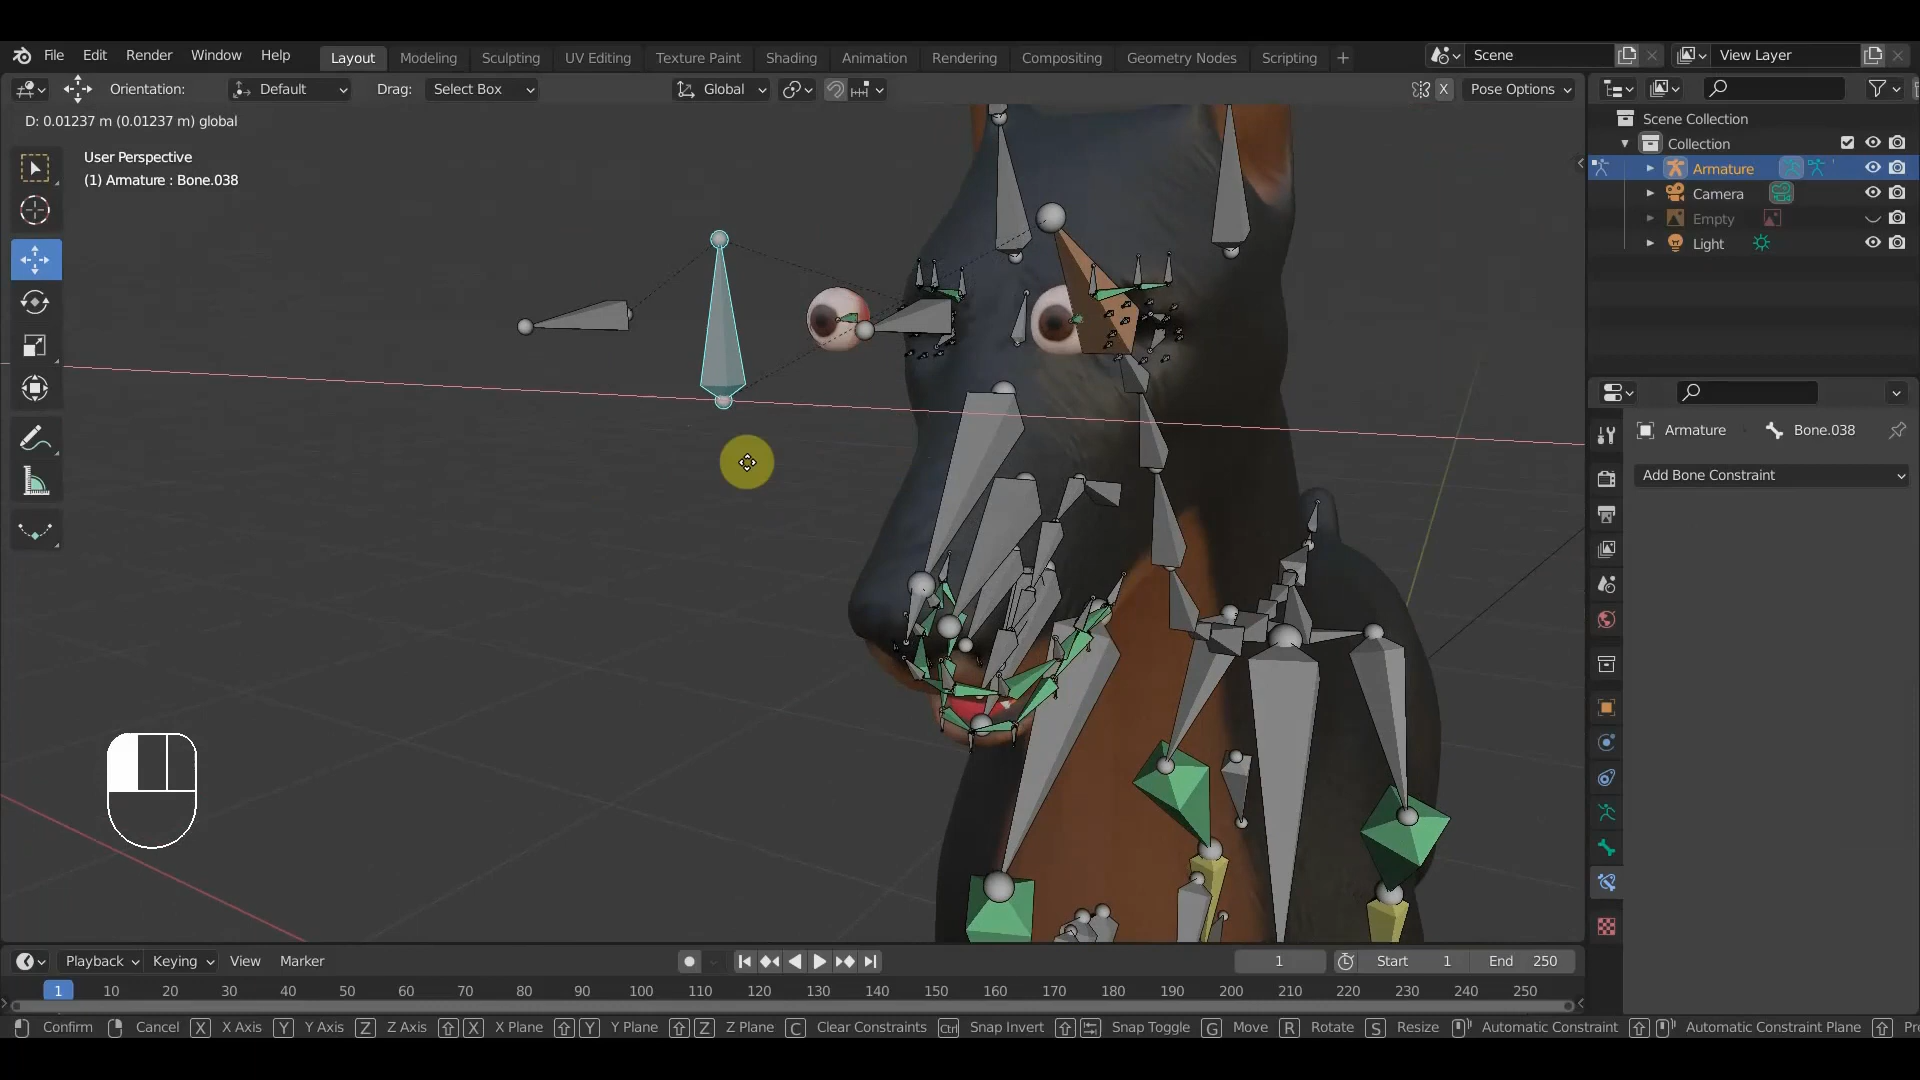 File Edit Render Window Help Layout Modeling Sculpting UV Editing Texture Paint Shading Animation Rendering Compositing Geometry Nodes Scripting + Scene View Layer
Orientation: Default Drag: Select Box Global X Pose Options
D: 0.01237 m (0.01237 m) global
User Perspective
(1) Armature : Bone.038
Scene Collection
Collection
Armature
Camera
Empty
Light
Armature Bone.038
Add Bone Constraint
Playback Keying View Marker 1 Start 1 End 250
1 10 20 30 40 50 60 70 80 90 100 110 120 130 140 150 160 170 180 190 200 210 220 230 240 250
Confirm Cancel X X Axis Y Y Axis Z Z Axis X X Plane Y Y Plane Z Z Plane C Clear Constraints Ctrl Snap Invert Snap Toggle G Move R Rotate S Resize Automatic Constraint Automatic Constraint Plane